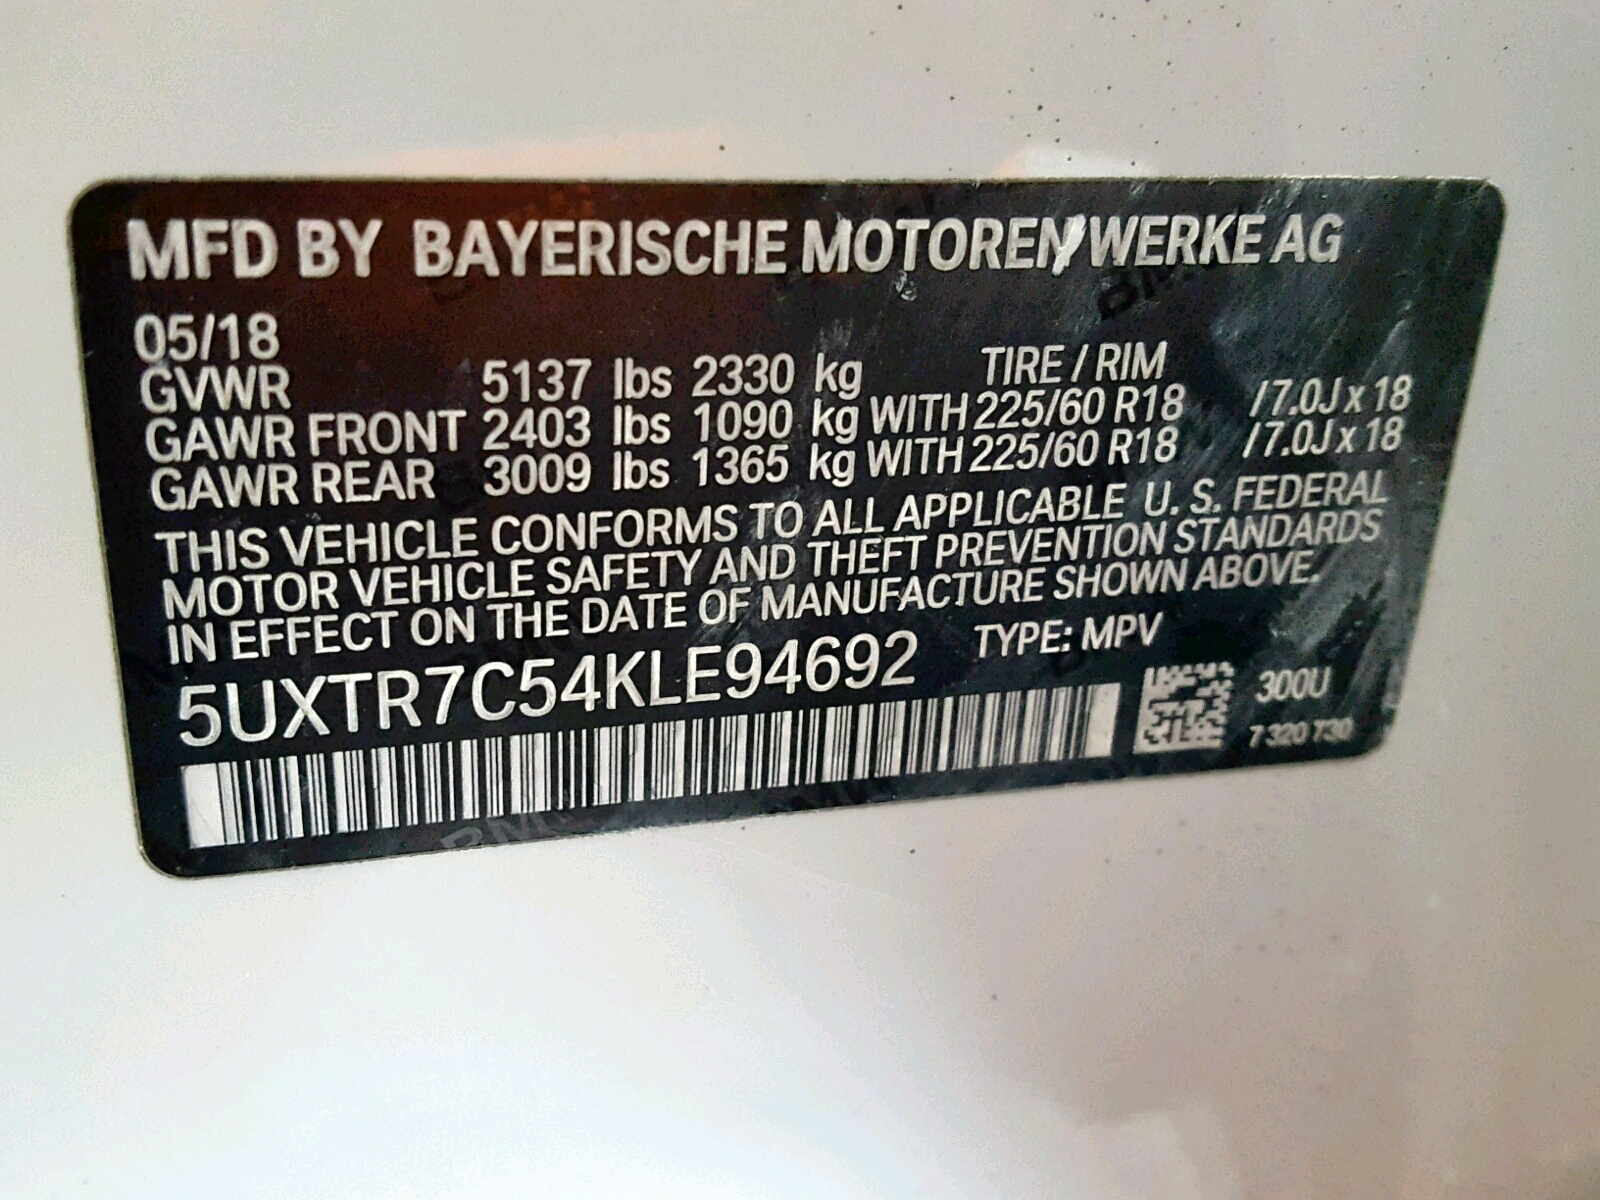 MFD BY BAYERISCHE MOTOREN WERKE AG
05/18
TIRE / RIM
GVWR 5137 lbs 2330 kg
GAWR FRONT 2403 lbs 1090 kg WITH 225/60 R18 /7.0J x 18
GAWR REAR 3009 lbs 1365 kg WITH 225/60 R18 /7.0J x 18
THIS VEHICLE CONFORMS TO ALL APPLICABLE U. S. FEDERAL
MOTOR VEHICLE SAFETY AND THEFT PREVENTION STANDARDS
IN EFFECT ON THE DATE OF MANUFACTURE SHOWN ABOVE.
5UXTR7C54KLE94692 TYPE: MPV
300U
7 320 730